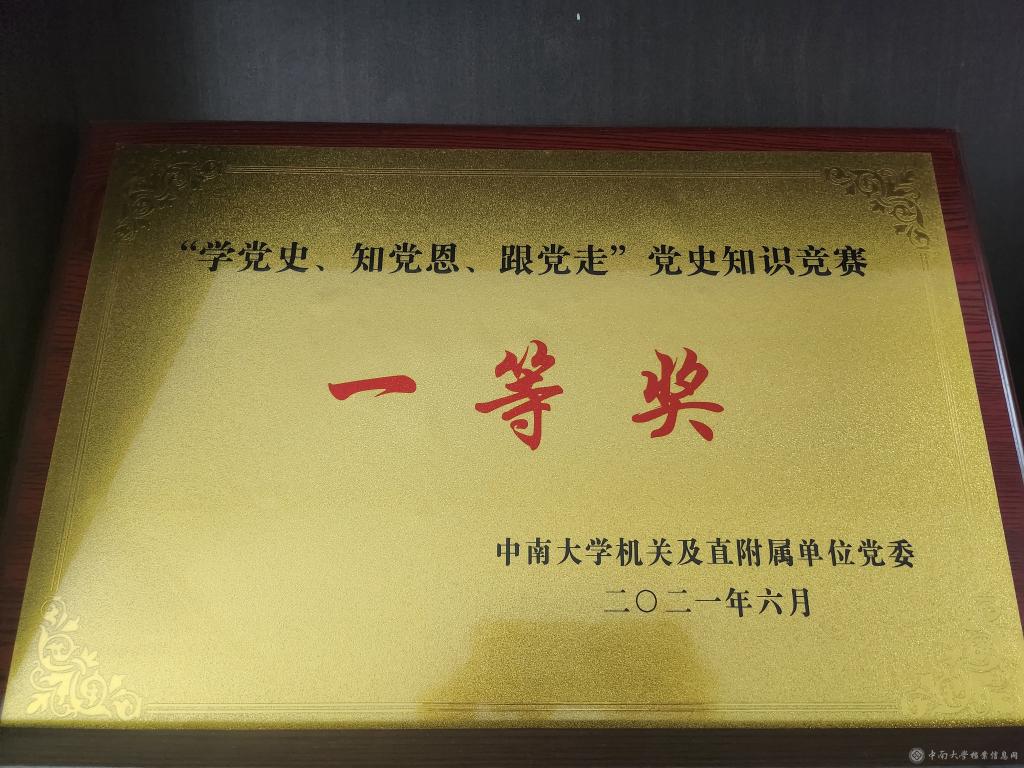 “学党史、知党恩、跟党走”党史知识竞赛
一等奖
中南大学机关及直附属单位党委
二〇二一年六月
中南大学档案信息网